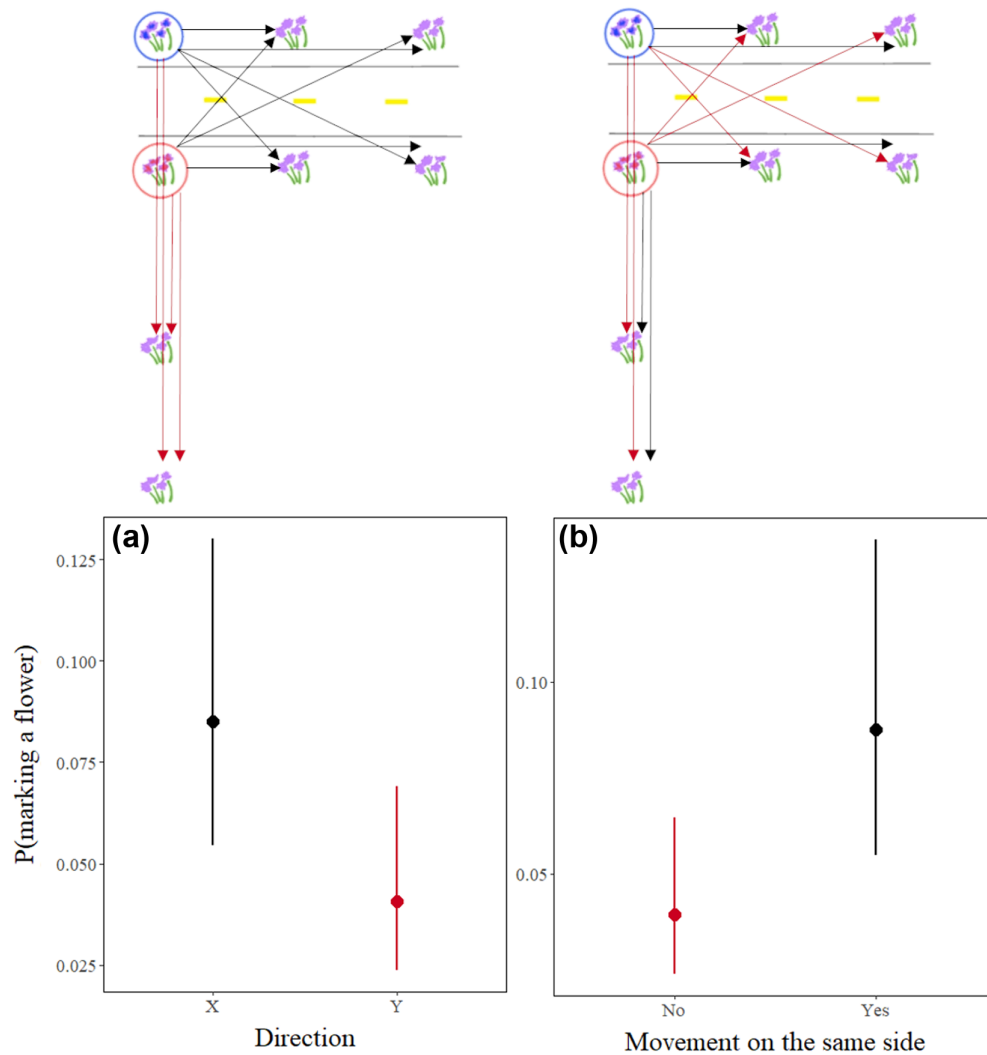 (a)
(b)
P(marking a flower)
0.125
0.100
0.075
0.050
0.025
X
Y
Direction
0.10
0.05
No
Yes
Movement on the same side